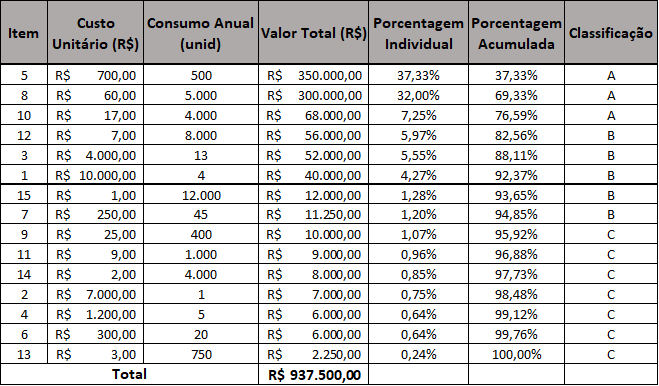 Item Custo Unitário (R$) Consumo Anual (unid) Valor Total (R$) Porcentagem Individual Porcentagem Acumulada Classificação
5 R$ 700,00 500 R$ 350.000,00 37,33% 37,33% A
8 R$ 60,00 5.000 R$ 300.000,00 32,00% 69,33% A
10 R$ 17,00 4.000 R$ 68.000,00 7,25% 76,59% A
12 R$ 7,00 8.000 R$ 56.000,00 5,97% 82,56% B
3 R$ 4.000,00 13 R$ 52.000,00 5,55% 88,11% B
1 R$ 10.000,00 4 R$ 40.000,00 4,27% 92,37% B
15 R$ 1,00 12.000 R$ 12.000,00 1,28% 93,65% B
7 R$ 250,00 45 R$ 11.250,00 1,20% 94,85% B
9 R$ 25,00 400 R$ 10.000,00 1,07% 95,92% C
11 R$ 9,00 1.000 R$ 9.000,00 0,96% 96,88% C
14 R$ 2,00 4.000 R$ 8.000,00 0,85% 97,73% C
2 R$ 7.000,00 1 R$ 7.000,00 0,75% 98,48% C
4 R$ 1.200,00 5 R$ 6.000,00 0,64% 99,12% C
6 R$ 300,00 20 R$ 6.000,00 0,64% 99,76% C
13 R$ 3,00 750 R$ 2.250,00 0,24% 100,00% C
Total R$ 937.500,00